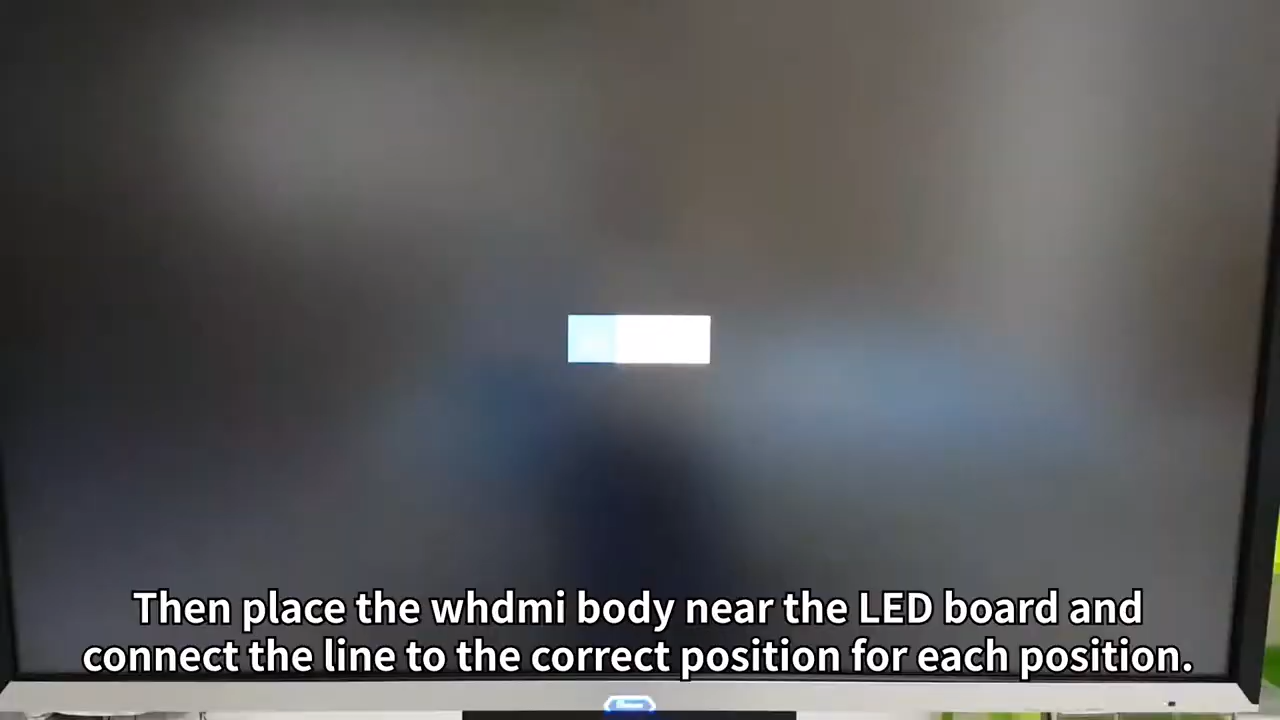 Then place the whdmi body near the LED board and
connect the line to the correct position for each position.